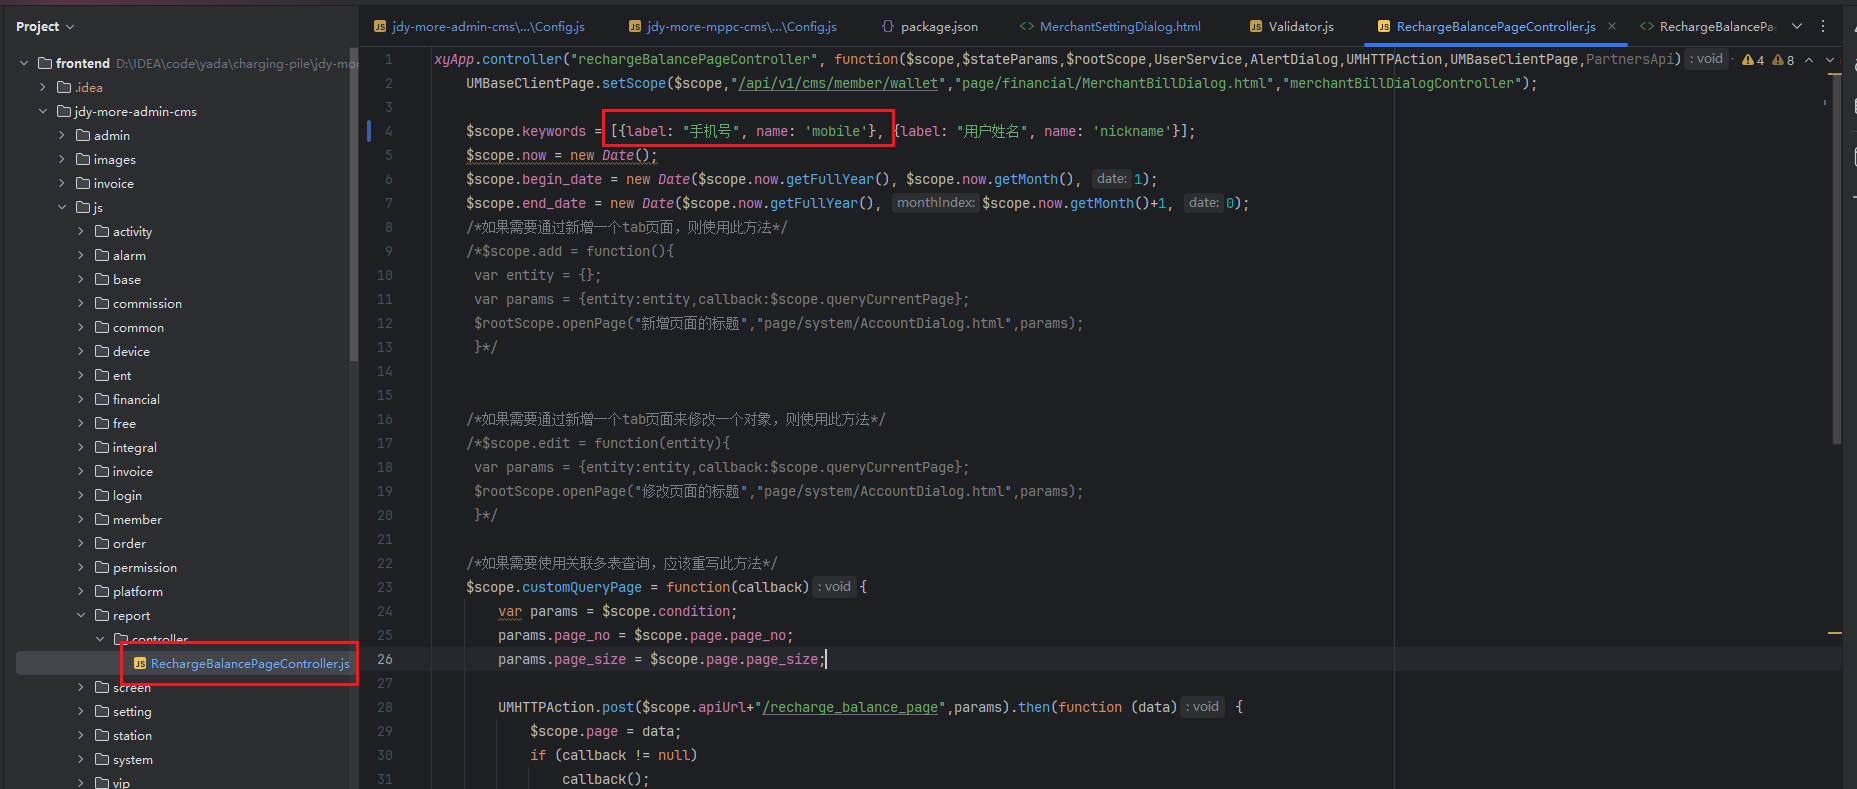 Project
jdy-more-admin-cms\...\Config.js
jdy-more-mppc-cms\...\Config.js
package.json
MerchantSettingDialog.html
Validator.js
RechargeBalancePageController.js
RechargeBalancePa
frontend D:\IDEA\code\yada\charging-pile\jdy-mo
.idea
jdy-more-admin-cms
admin
images
invoice
js
activity
alarm
base
commission
common
device
ent
financial
free
integral
invoice
login
member
order
permission
platform
report
controller
RechargeBalancePageController.js
screen
setting
station
system
vip
1 xyApp.controller("rechargeBalancePageController", function($scope,$stateParams,$rootScope,UserService,AlertDialog,UMHTTPAction,UMBaseClientPage,PartnersApi) : void 4 8
2 UMBaseClientPage.setScope($scope,"/api/v1/cms/member/wallet","page/financial/MerchantBillDialog.html","merchantBillDialogController");
3
4 $scope.keywords = [{label: "手机号", name: 'mobile'}, {label: "用户姓名", name: 'nickname'}];
5 $scope.now = new Date();
6 $scope.begin_date = new Date($scope.now.getFullYear(), $scope.now.getMonth(), date: 1);
7 $scope.end_date = new Date($scope.now.getFullYear(), monthIndex: $scope.now.getMonth()+1, date: 0);
8 /*如果需要通过新增一个tab页面，则使用此方法*/
9 /*$scope.add = function(){
10 var entity = {};
11 var params = {entity:entity,callback:$scope.queryCurrentPage};
12 $rootScope.openPage("新增页面的标题","page/system/AccountDialog.html",params);
13 }*/
14
15
16 /*如果需要通过新增一个tab页面来修改一个对象，则使用此方法*/
17 /*$scope.edit = function(entity){
18 var params = {entity:entity,callback:$scope.queryCurrentPage};
19 $rootScope.openPage("修改页面的标题","page/system/AccountDialog.html",params);
20 }*/
21
22 /*如果需要使用关联多表查询，应该重写此方法*/
23 $scope.customQueryPage = function(callback) : void {
24 var params = $scope.condition;
25 params.page_no = $scope.page.page_no;
26 params.page_size = $scope.page.page_size;
27
28 UMHTTPAction.post($scope.apiUrl+"/recharge_balance_page",params).then(function (data) : void {
29 $scope.page = data;
30 if (callback != null)
31 callback();